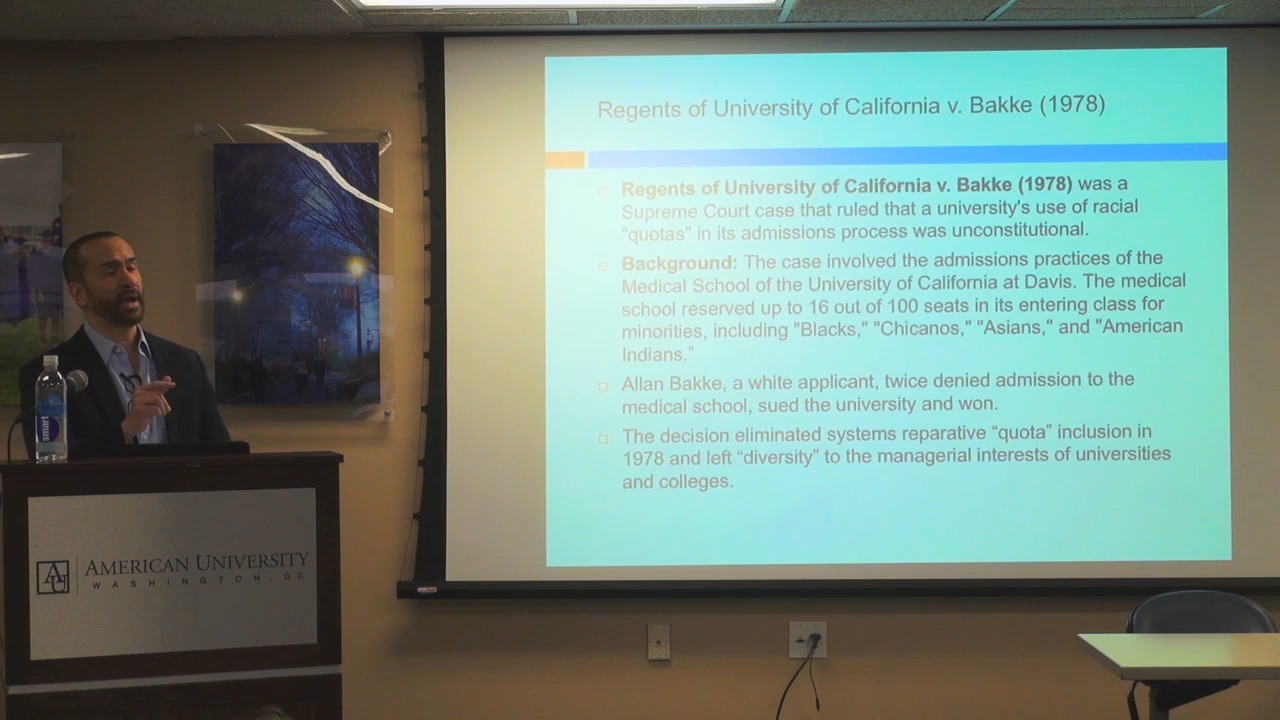 Regents of University of California v. Bakke (1978)
Regents of University of California v. Bakke (1978) was a
Supreme Court case that ruled that a university's use of racial
"quotas" in its admissions process was unconstitutional.
Background: The case involved the admissions practices of the
Medical School of the University of California at Davis. The medical
school reserved up to 16 out of 100 seats in its entering class for
minorities, including "Blacks," "Chicanos," "Asians," and "American
Indians."
Allan Bakke, a white applicant, twice denied admission to the
medical school, sued the university and won.
The decision eliminated systems reparative “quota” inclusion in
1978 and left “diversity” to the managerial interests of universities
and colleges.
smart
AU AMERICAN UNIVERSITY
WASHINGTON, DC